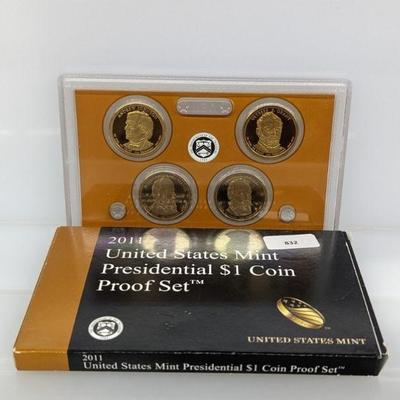 2011
United States Mint
Presidential $1 Coin
Proof Set™
832
UNITED STATES MINT
2011
United States Mint Presidential $1 Coin Proof Set™